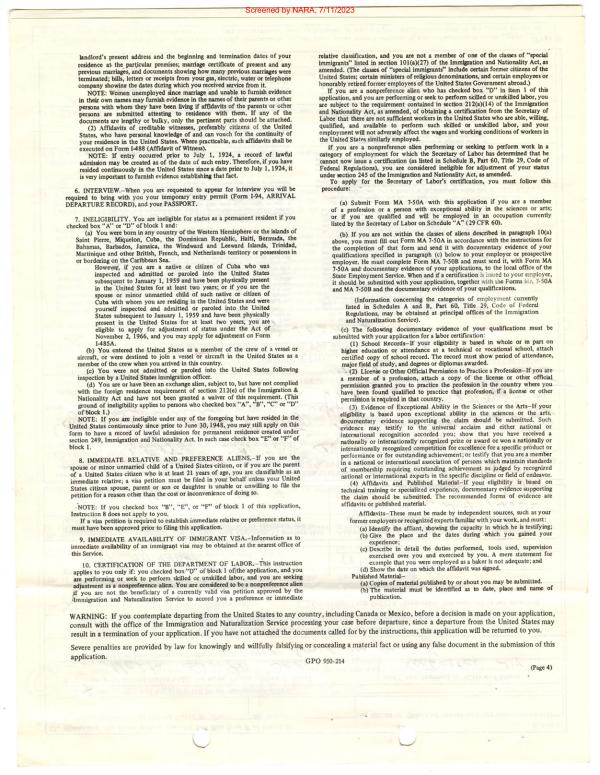 Screened by NARA, 7/11/2023
landlord's present address and the beginning and termination dates of your
residence as the particular premises; marriage certificate of present and any
previous marriages, and documents showing how many previous marriages were
terminated; bills, letters or receipts from your gas, electric, water or telephone
company showing the dates during which you received service from it.
NOTE: Women unemployed since marriage and unable to furnish evidence
in their own names may furnish evidence in the names of their parents or other
persons with whom they have been living if affidavits of the parents or other
persons are submitted attesting to residence with them. If any of the
documents are lengthy or bulky, only the pertinent parts should be attached.
(2) Affidavits of creditable witnesses, preferably citizens of the United
States, who have personal knowledge of and can vouch for the continuity of
your residence in the United States. Where practicable, such affidavits shall be
executed on Form I-488 (Affidavit of Witness).
NOTE: If entry occurred prior to July 1, 1924, a record of lawful
admission may be created as of the date of such entry. Therefore, if you have
resided continuously in the United States since a date prior to July 1, 1924, it
is very important to furnish evidence establishing that fact.
6. INTERVIEW.–When you are requested to appear for interview you will be
required to bring with you your temporary entry permit (Form I-94, ARRIVAL
DEPARTURE RECORD), and your PASSPORT.
7. INELIGIBILITY. You are ineligible for status as a permanent resident if you
checked box "A" or "D" of block 1 and:
(a) You were born in any country of the Western Hemisphere or the islands of
Saint Pierre, Miquelon, Cuba, the Dominican Republic, Haiti, Bermuda, the
Bahamas, Barbados, Jamaica, the Windward and Leeward Islands, Trinidad,
Martinique and other British, French, and Netherlands territory or possessions in
or bordering on the Caribbean Sea.
However, if you are a native or citizen of Cuba who was
inspected and admitted or paroled into the United States
subsequent to January 1, 1959 and have been physically present
in the United States for at least two years; or if you are the
spouse or minor unmarried child of such native or citizen of
Cuba with whom you are residing in the United States and were
yourself inspected and admitted or paroled into the United
States subsequent to January 1, 1959 and have been physically
present in the United States for at least two years, you are
eligible to apply for adjustment of status under the Act of
November 2, 1966, and you may apply for adjustment on Form
I-485A.
(b) You entered the United States as a member of the crew of a vessel or
aircraft, or were destined to join a vessel or aircraft in the United States as a
member of the crew when you arrived in this country.
(c) You were not admitted or paroled into the United States following
inspection by a United States immigration officer.
(d) You are or have been an exchange alien, subject to, but have not complied
with the foreign residence requirement of section 212(e) of the Immigration &
Nationality Act and have not been granted a waiver of this requirement. (This
ground of ineligibility applies to persons who checked box "A", "B", "C" or "D"
of block 1.)
NOTE: If you are ineligible under any of the foregoing but have resided in the
United States continuously since prior to June 30, 1948, you may still apply on this
form to have a record of lawful admission for permanent residence created under
section 249, Immigration and Nationality Act. In such case check box "E" or "F" of
block 1.
8. IMMEDIATE RELATIVE AND PREFERENCE ALIENS.–If you are the
spouse or minor unmarried child of a United States citizen, or if you are the parent
of a United States citizen who is at least 21 years of age, you are classifiable as an
immediate relative; a visa petition must be filed in your behalf unless your United
States citizen spouse, parent or son or daughter is unable or unwilling to file the
petition for a reason other than the cost or inconvenience of doing so.
NOTE: If you checked box "B", "E", or "F" of block 1 of this application,
Instruction 8 does not apply to you.
If a visa petition is required to establish immediate relative or preference status, it
must have been approved prior to filing this application.
9. IMMEDIATE AVAILABILITY OF IMMIGRANT VISA.–Information as to
immediate availability of an immigrant visa may be obtained at the nearest office of
this Service.
10. CERTIFICATION OF THE DEPARTMENT OF LABOR.–This instruction
applies to you only if: you checked box "D" of block 1 of the application, and you
are performing or seek to perform skilled or unskilled labor, and you are seeking
adjustment as a nonpreference alien. You are considered to be a nonpreference alien
if you are not the beneficiary of a currently valid visa petition approved by the
Immigration and Naturalization Service to accord you a preference or immediate
relative classification, and you are not a member of one of the classes of "special
immigrants" listed in section 101(a)(27) of the Immigration and Nationality Act, as
amended. (The classes of "special immigrants" include certain former citizens of the
United States; certain ministers of religious denominations, and certain employees or
honorably retired former employees of the United States Government abroad.)
If you are a nonpreference alien who has checked box "D" in item 1 of this
application, and you are performing or seek to perform skilled or unskilled labor, you
are subject to the requirement contained in section 212(a)(14) of the Immigration
and Nationality Act, as amended, of obtaining a certification from the Secretary of
Labor that there are not sufficient workers in the United States who are able, willing,
qualified, and available to perform such skilled or unskilled labor, and your
employment will not adversely affect the wages and working conditions of workers in
the United States similarly employed.
If you are a nonpreference alien performing or seeking to perform work in a
category of employment for which the Secretary of Labor has determined that he
cannot now issue a certification (as listed in Schedule B, Part 60, Title 29, Code of
Federal Regulations), you are considered ineligible for adjustment of your status
under section 245 of the Immigration and Nationality Act, as amended.
To apply for the Secretary of Labor's certification, you must follow this
procedure:
(a) Submit Form MA 7-50A with this application if you are a member
of a profession or a person with exceptional ability in the sciences or arts;
or if you are qualified and will be employed in an occupation currently
listed by the Secretary of Labor on Schedule "A" (29 CFR 60).
(b) If you are not within the classes of aliens described in paragraph 10(a)
above, you must fill out Form MA 7-50A in accordance with the instructions for
the completion of that form and send it with documentary evidence of your
qualifications specified in paragraph (c) below to your employer or prospective
employer. He must complete Form MA 7-50B and must send it, with Form MA
7-50A and documentary evidence of your qualifications, to the local office of the
State Employment Service. When and if a certification is issued to your employer,
it should be submitted with your application, together with the Forms MA 7-50A
and MA 7-50B and the documentary evidence of your qualifications.
(Information concerning the categories of employment currently
listed in Schedules A and B, Part 60, Title 29, Code of Federal
Regulations, may be obtained at principal offices of the Immigration
and Naturalization Service).
(c) The following documentary evidence of your qualifications must be
submitted with your application for a labor certification:
(1) School Records–If your eligibility is based in whole or in part on
higher education or attendance at a technical or vocational school, attach
certified copy of school record. The record must show period of attendance,
major field of study, and degrees or diplomas awarded.
(2) License or Other Official Permission to Practice a Profession–If you are
a member of a profession, attach a copy of the license or other official
permission granted you to practice the profession in the country where you
have been found qualified to practice that profession, if a license or other
permission is required in that country.
(3) Evidence of Exceptional Ability in the Sciences or the Arts–If your
eligibility is based upon exceptional ability in the sciences or the arts,
documentary evidence supporting the claim should be submitted. Such
evidence may testify to the universal acclaim and either national or
international recognition accorded you; show that you have received a
nationally or internationally recognized prize or award or won a nationally or
internationally recognized competition for excellence for a specific product or
performance or for outstanding achievement; or testify that you are a member
in a national or international association of persons which maintain standards
of membership requiring outstanding achievement as judged by recognized
national or international experts in the specific discipline or field of endeavor.
(4) Affidavits and Published Material–If your eligibility is based on
technical training or specialized experience, documentary evidence supporting
the claim should be submitted. The recommended forms of evidence are
affidavits or published material.
Affidavits–These must be made by independent sources, such as your
former employers or recognized experts familiar with your work, and must:
(a) Identify the affiant, showing the capacity in which he is testifying;
(b) Give the place and the dates during which you gained your
experience;
(c) Describe in detail the duties performed, tools used, supervision
exercised over you and exercised by you. A mere statement for
example that you were employed as a baker is not adequate; and
(d) Show the date on which the affidavit was signed.
Published Material–
(a) Copies of material published by or about you may be submitted.
(b) The material must be identified as to date, place and name of
publication.
WARNING: If you contemplate departing from the United States to any country, including Canada or Mexico, before a decision is made on your application,
consult with the office of the Immigration and Naturalization Service processing your case before departure, since a departure from the United States may
result in a termination of your application. If you have not attached the documents called for by the instructions, this application will be returned to you.
Severe penalties are provided by law for knowingly and willfully falsifying or concealing a material fact or using any false document in the submission of this
application.
GPO 950-214
(Page 4)